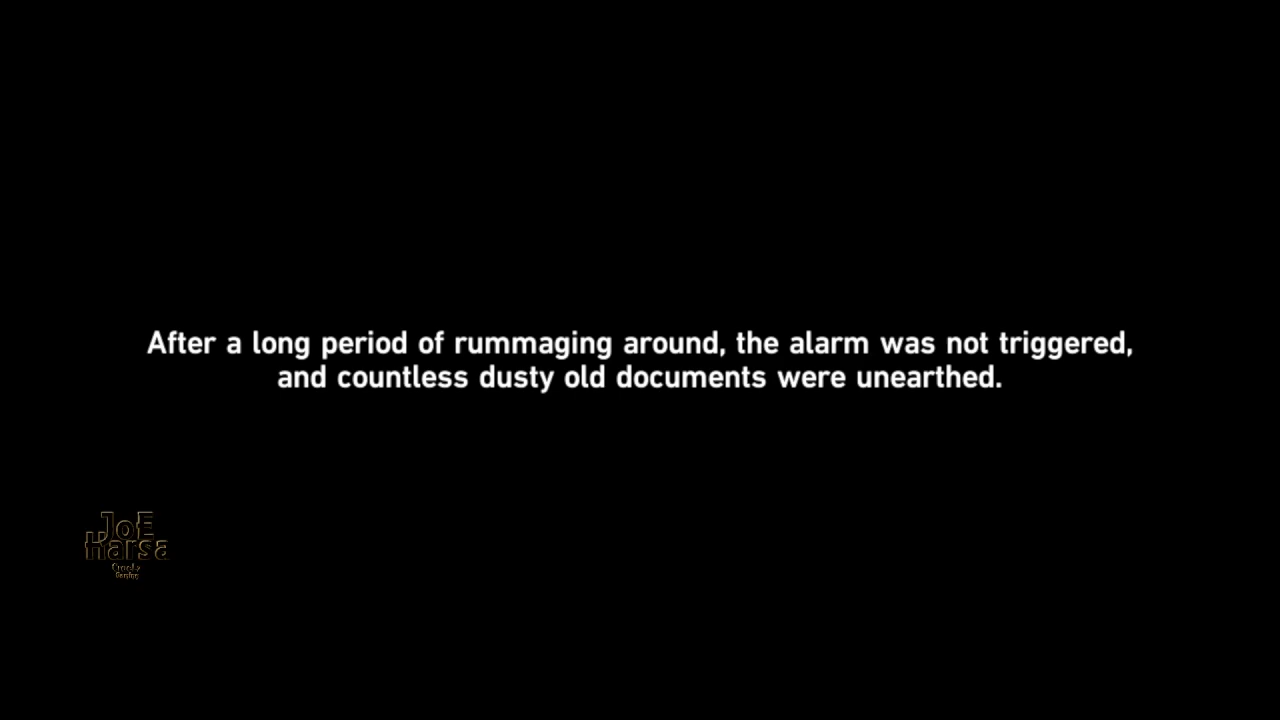 After a long period of rummaging around, the alarm was not triggered,
and countless dusty old documents were unearthed.
JoE
Harsa